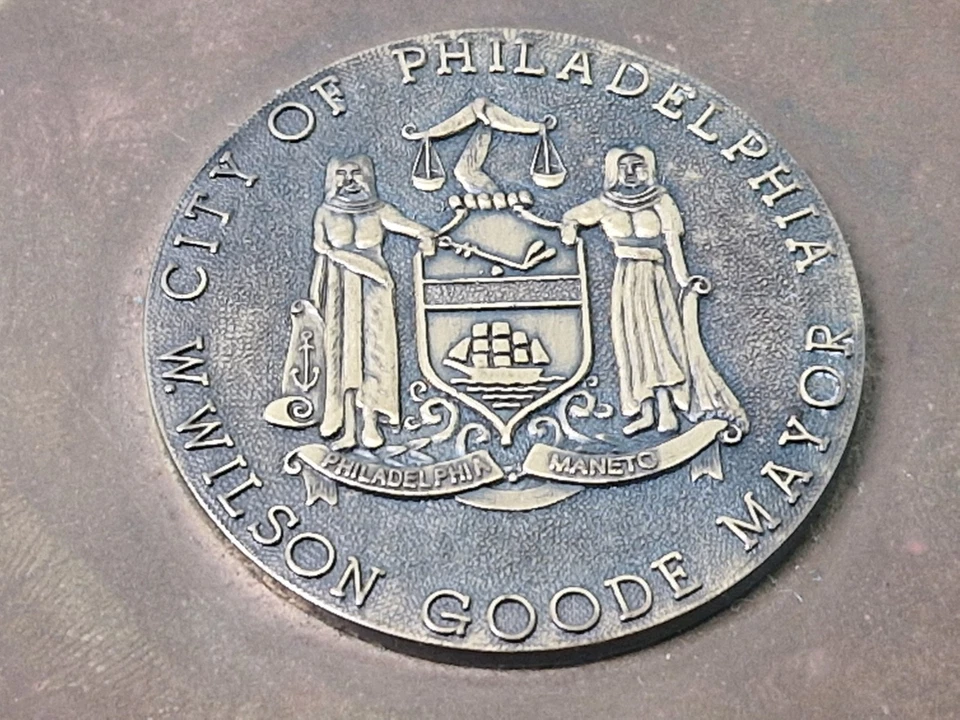 CITY OF PHILADELPHIA
W. WILSON GOODE MAYOR
PHILADELPHIA MANETO